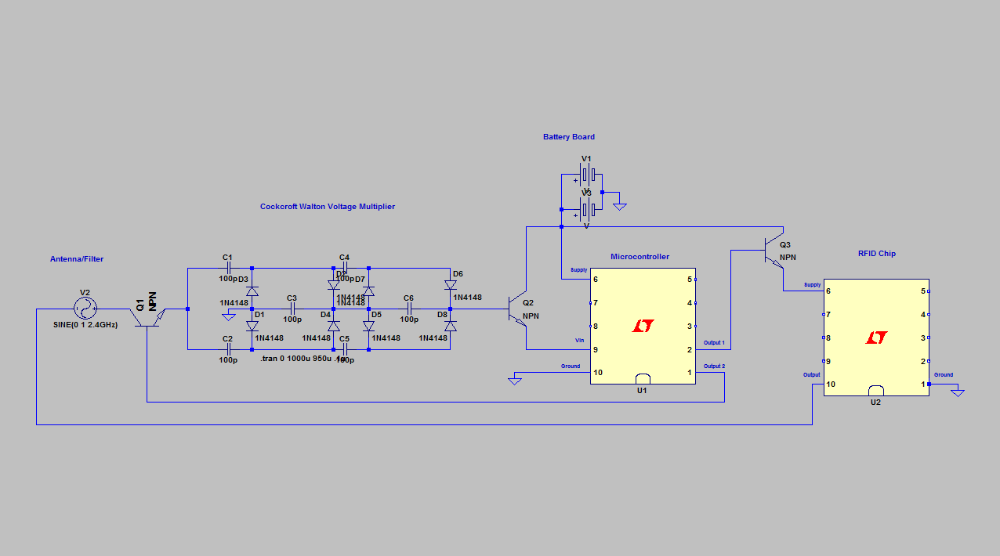 Battery Board
V1
+
V3
+
V
Cockcroft Walton Voltage Multiplier
Antenna/Filter
Microcontroller
RFID Chip
V2
SINE(0 1 2.4GHz)
Q1
NPN
C1
100p
D3
1N4148
C4
100p
D2
1N4148
D7
1N4148
D6
1N4148
C3
100p
C6
100p
D1
1N4148
D4
1N4148
D5
1N4148
D8
1N4148
C2
100p
C5
100p
.tran 0 1000u 950u
Q2
NPN
Q3
NPN
Supply
6 5
7 4
8 3
Vin
9 2
Output 1
Ground
10 1
Output 2
U1
Supply
6 5
7 4
8 3
9 2
Output
10 1
Ground
U2